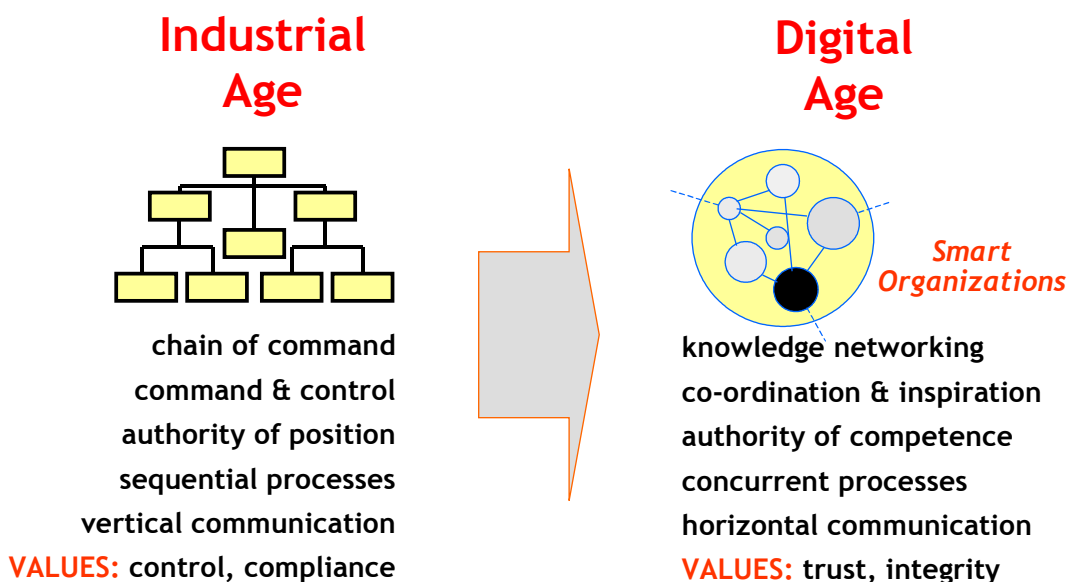 Industrial
Age
chain of command
command & control
authority of position
sequential processes
vertical communication
VALUES: control, compliance
Digital
Age
Smart
Organizations
knowledge networking
co-ordination & inspiration
authority of competence
concurrent processes
horizontal communication
VALUES: trust, integrity